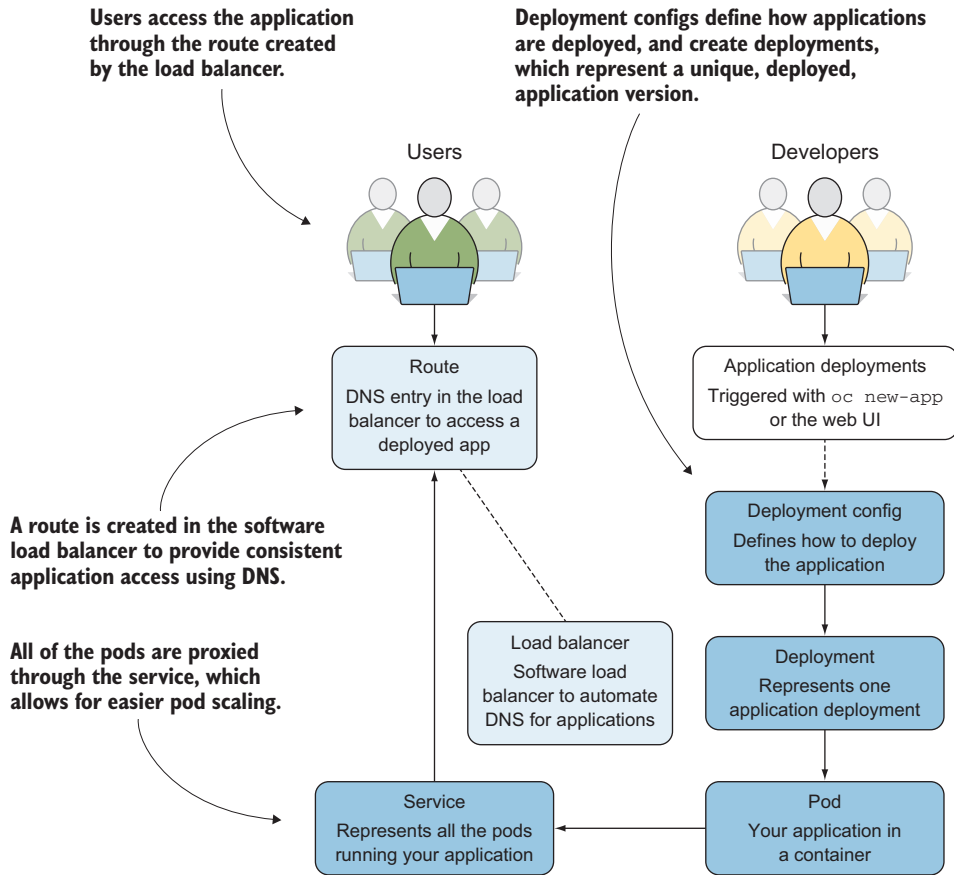 Users access the application
through the route created
by the load balancer.
Deployment configs define how applications
are deployed, and create deployments,
which represent a unique, deployed,
application version.
Users
Developers
Route
DNS entry in the load
balancer to access a
deployed app
Application deployments
Triggered with oc new-app
or the web UI
A route is created in the software
load balancer to provide consistent
application access using DNS.
Deployment config
Defines how to deploy
the application
Load balancer
Software load
balancer to automate
DNS for applications
Deployment
Represents one
application deployment
All of the pods are proxied
through the service, which
allows for easier pod scaling.
Service
Represents all the pods
running your application
Pod
Your application in
a container